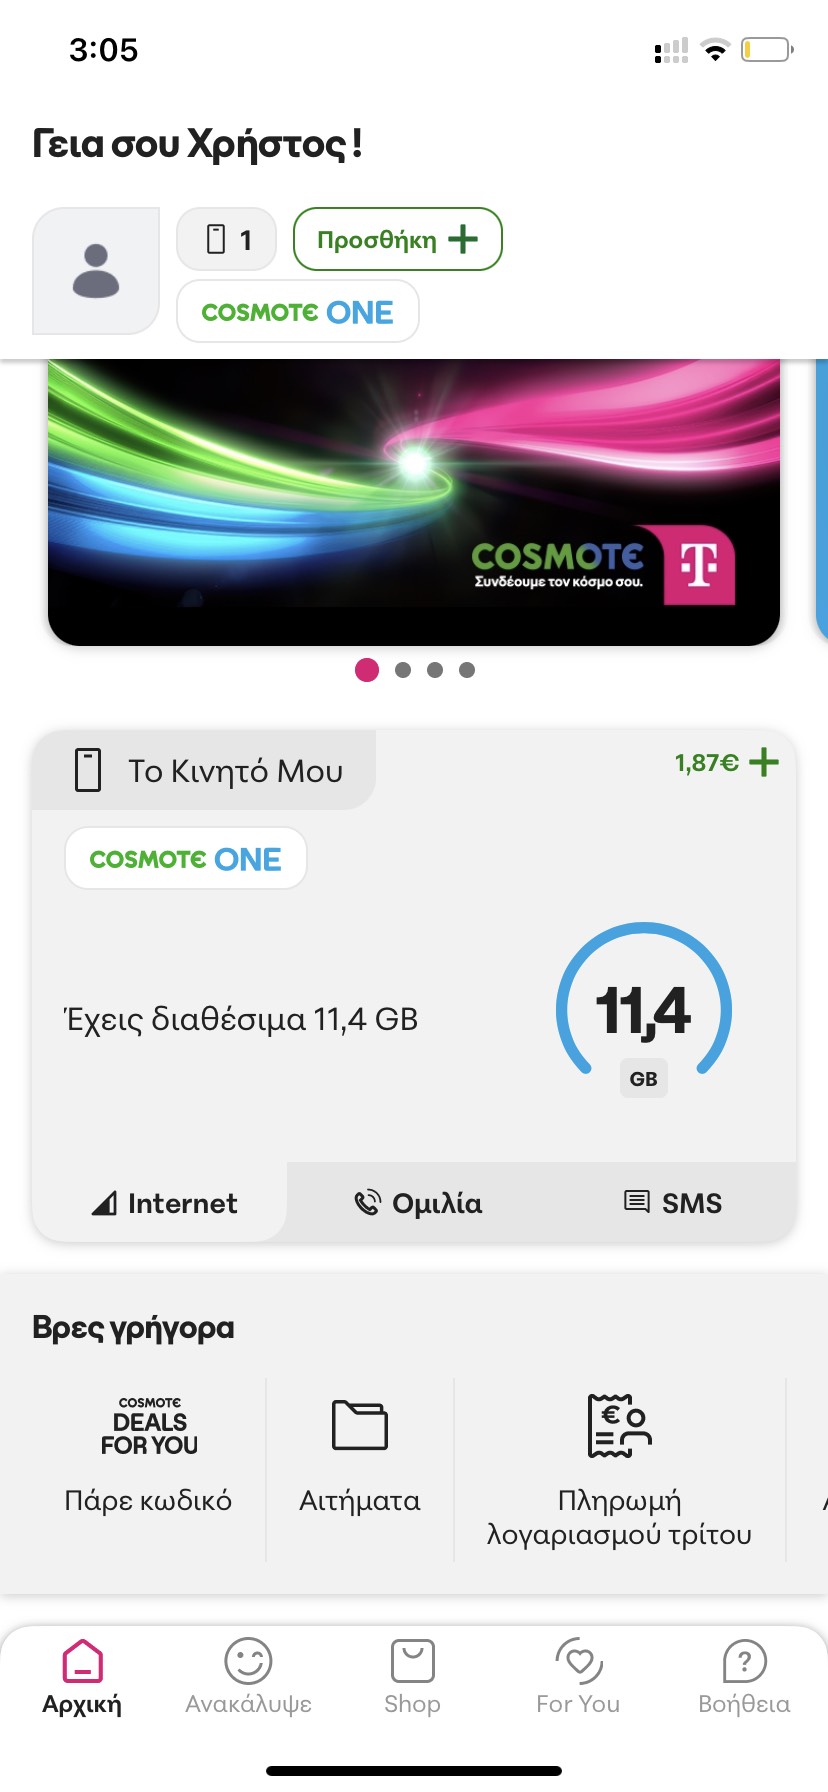 3:05
Γεια σου Χρήστος !
1
Προσθήκη
COSMOTE ONE
COSMOTE
Συνδέουμε τον κόσμο σου.
T
Το Κινητό Μου
1,87€
COSMOTE ONE
Έχεις διαθέσιμα 11,4 GB
11,4
GB
Internet
Ομιλία
SMS
Βρες γρήγορα
COSMOTE
DEALS
FOR YOU
Πάρε κωδικό
Αιτήματα
€
Πληρωμή
λογαριασμού τρίτου
Αρχική
Ανακάλυψε
Shop
For You
?
Βοήθεια